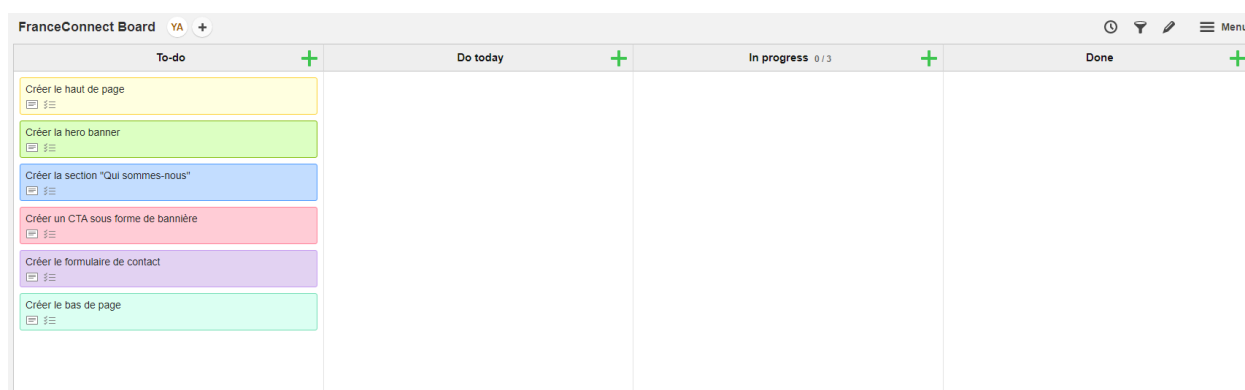 FranceConnect Board YA +
Menu
To-do
Do today
In progress 0 / 3
Done
Créer le haut de page
Créer la hero banner
Créer la section "Qui sommes-nous"
Créer un CTA sous forme de bannière
Créer le formulaire de contact
Créer le bas de page